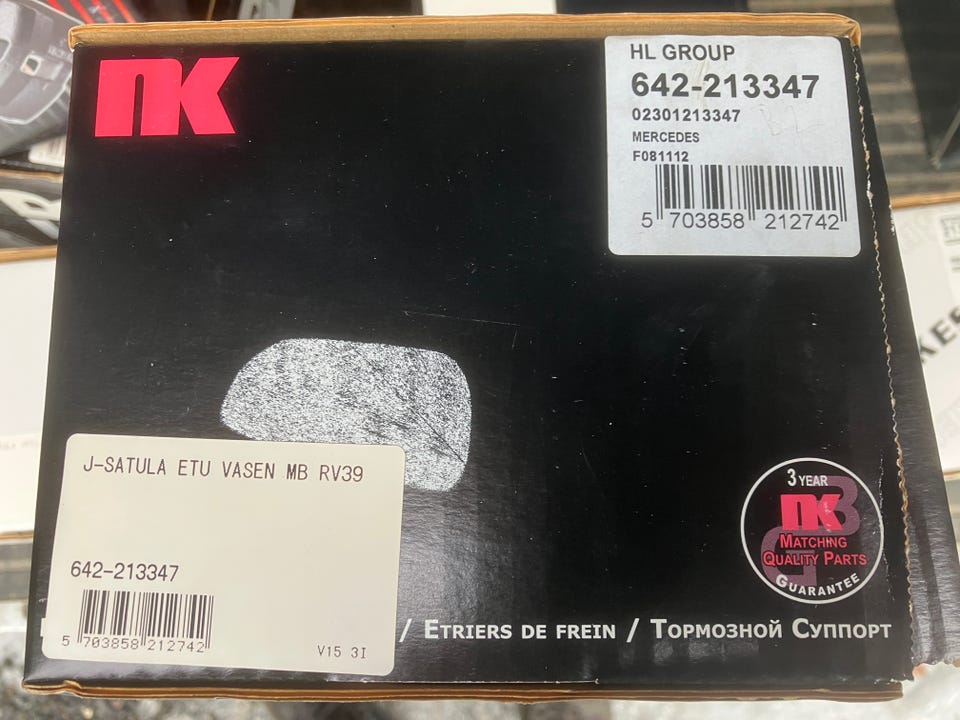 NK
HL GROUP
642-213347
02301213347
MERCEDES
F081112
5 703858 212742
J-SATULA ETU VASEN MB RV39
642-213347
5 703858 212742
V15 3I
3 YEAR
NK
MATCHING
QUALITY PARTS
GUARANTEE
/ ETRIERS DE FREIN / ТОРМОЗНОЙ СУППОРТ